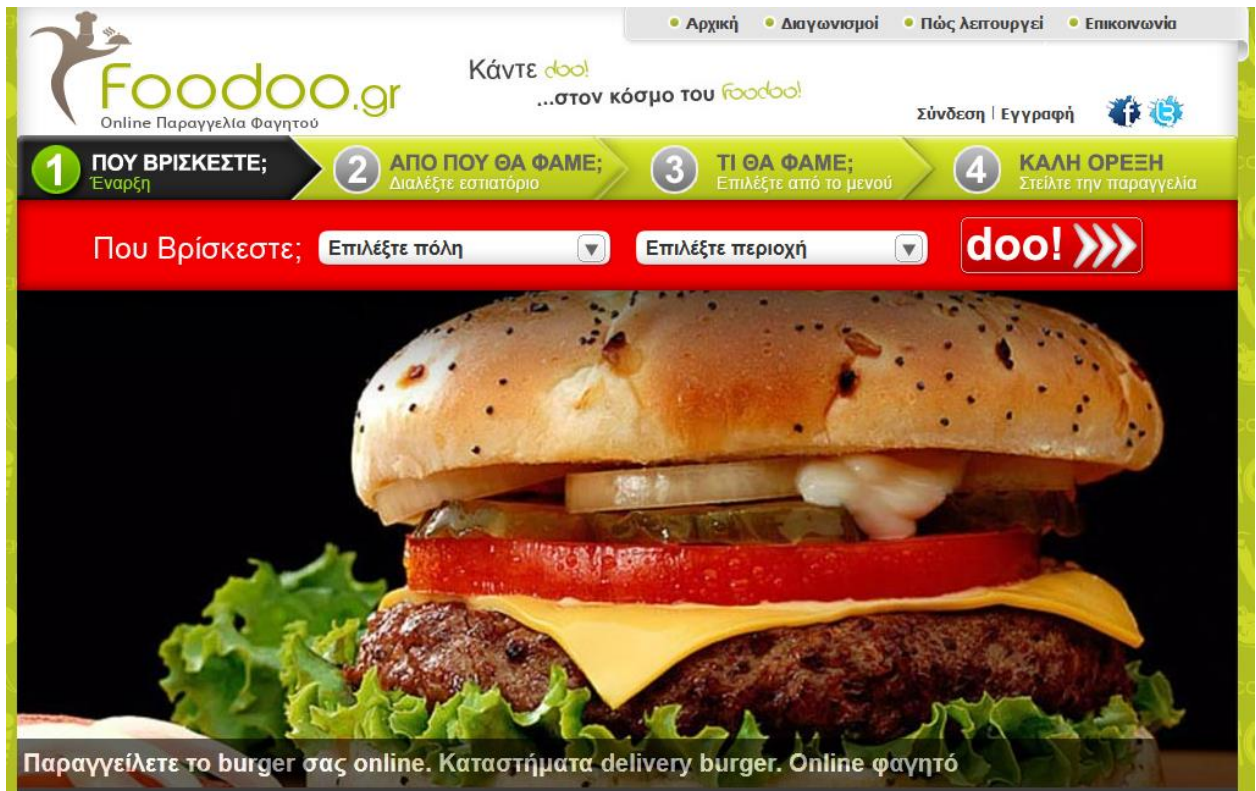 Αρχική Διαγωνισμοί Πώς λειτουργεί Επικοινωνία
Foodoo.gr
Online Παραγγελία Φαγητού
Κάντε doo!
...στον κόσμο του foodoo!
Σύνδεση | Εγγραφή
1 ΠΟΥ ΒΡΙΣΚΕΣΤΕ;
Έναρξη
2 ΑΠΟ ΠΟΥ ΘΑ ΦΑΜΕ;
Διαλέξτε εστιατόριο
3 ΤΙ ΘΑ ΦΑΜΕ;
Επιλέξτε από το μενού
4 ΚΑΛΗ ΟΡΕΞΗ
Στείλτε την παραγγελία
Που Βρίσκεστε; Επιλέξτε πόλη Επιλέξτε περιοχή doo!
Παραγγείλετε το burger σας online. Καταστήματα delivery burger. Online φαγητό